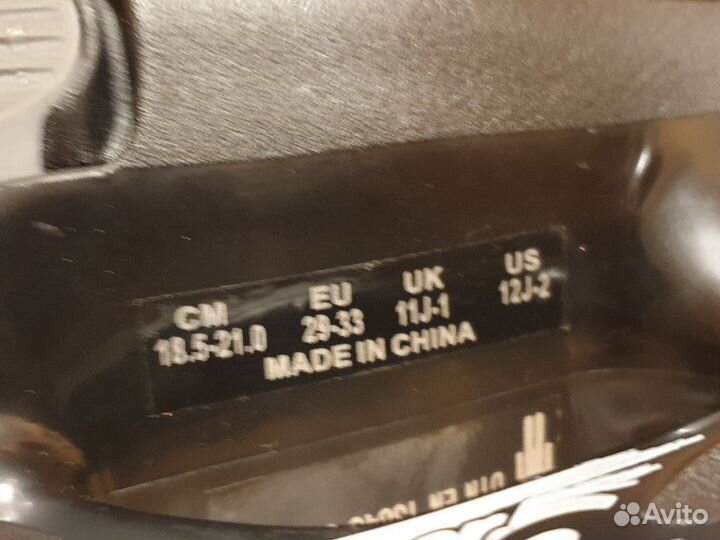 CM EU UK US
18.5-21.0 29-33 11J-1 12J-2
MADE IN CHINA
Avito